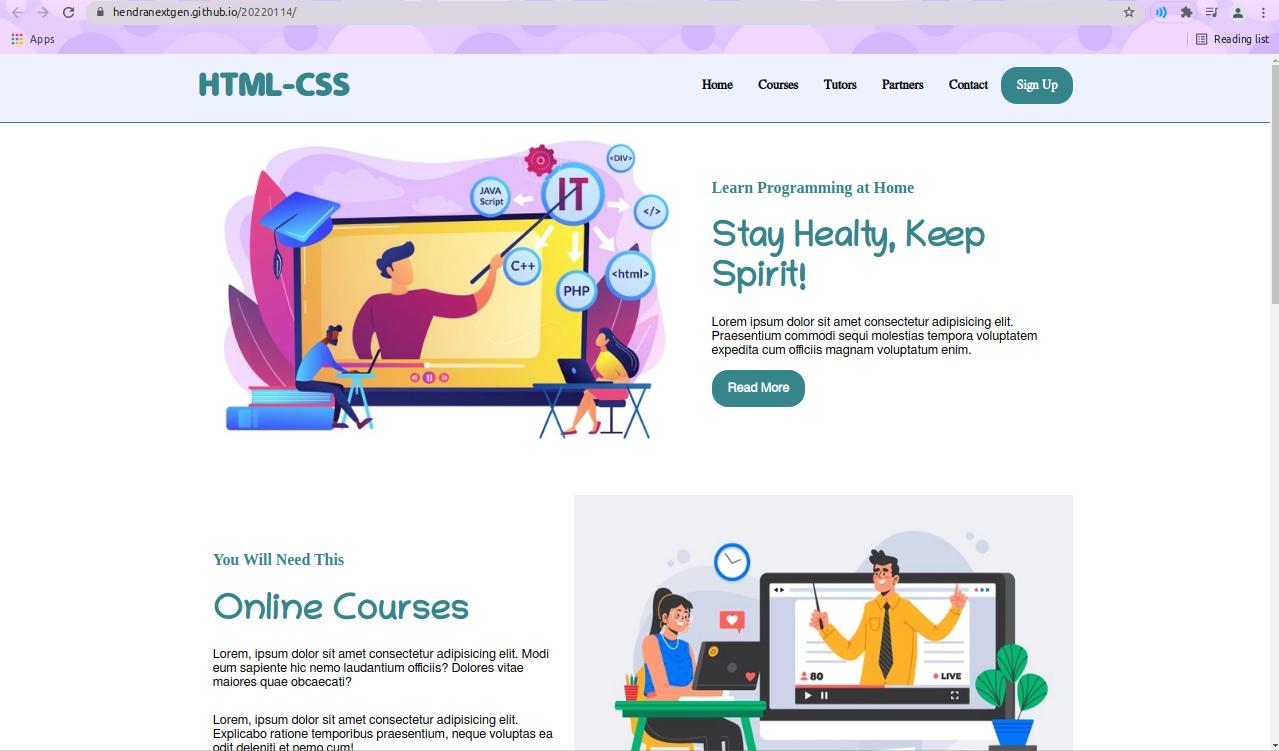 hendranextgen.github.io/20220114/
Apps
Reading list
HTML-CSS
Home Courses Tutors Partners Contact Sign Up
<DIV>
JAVA
Script
IT
</>
C++
<html>
PHP
Learn Programming at Home
Stay Healty, Keep
Spirit!
Lorem ipsum dolor sit amet consectetur adipisicing elit.
Praesentium commodi sequi molestias tempora voluptatem
expedita cum officiis magnam voluptatum enim.
Read More
You Will Need This
Online Courses
Lorem, ipsum dolor sit amet consectetur adipisicing elit. Modi
eum sapiente hic nemo laudantium officiis? Dolores vitae
maiores quae obcaecati?
Lorem, ipsum dolor sit amet consectetur adipisicing elit.
Explicabo ratione temporibus praesentium, neque voluptas ea
odit deleniti et nemo cum!
80
LIVE